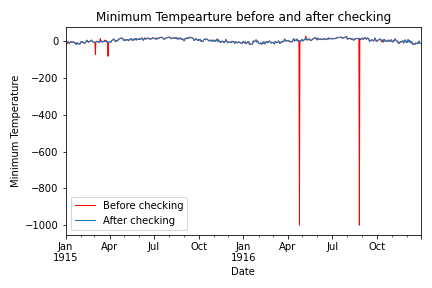 Minimum Tempearture before and after checking
Minimum Temperature
0
−200
−400
−600
−800
−1000
Before checking
After checking
Jan Apr Jul Oct Jan Apr Jul Oct
1915 1916
Date